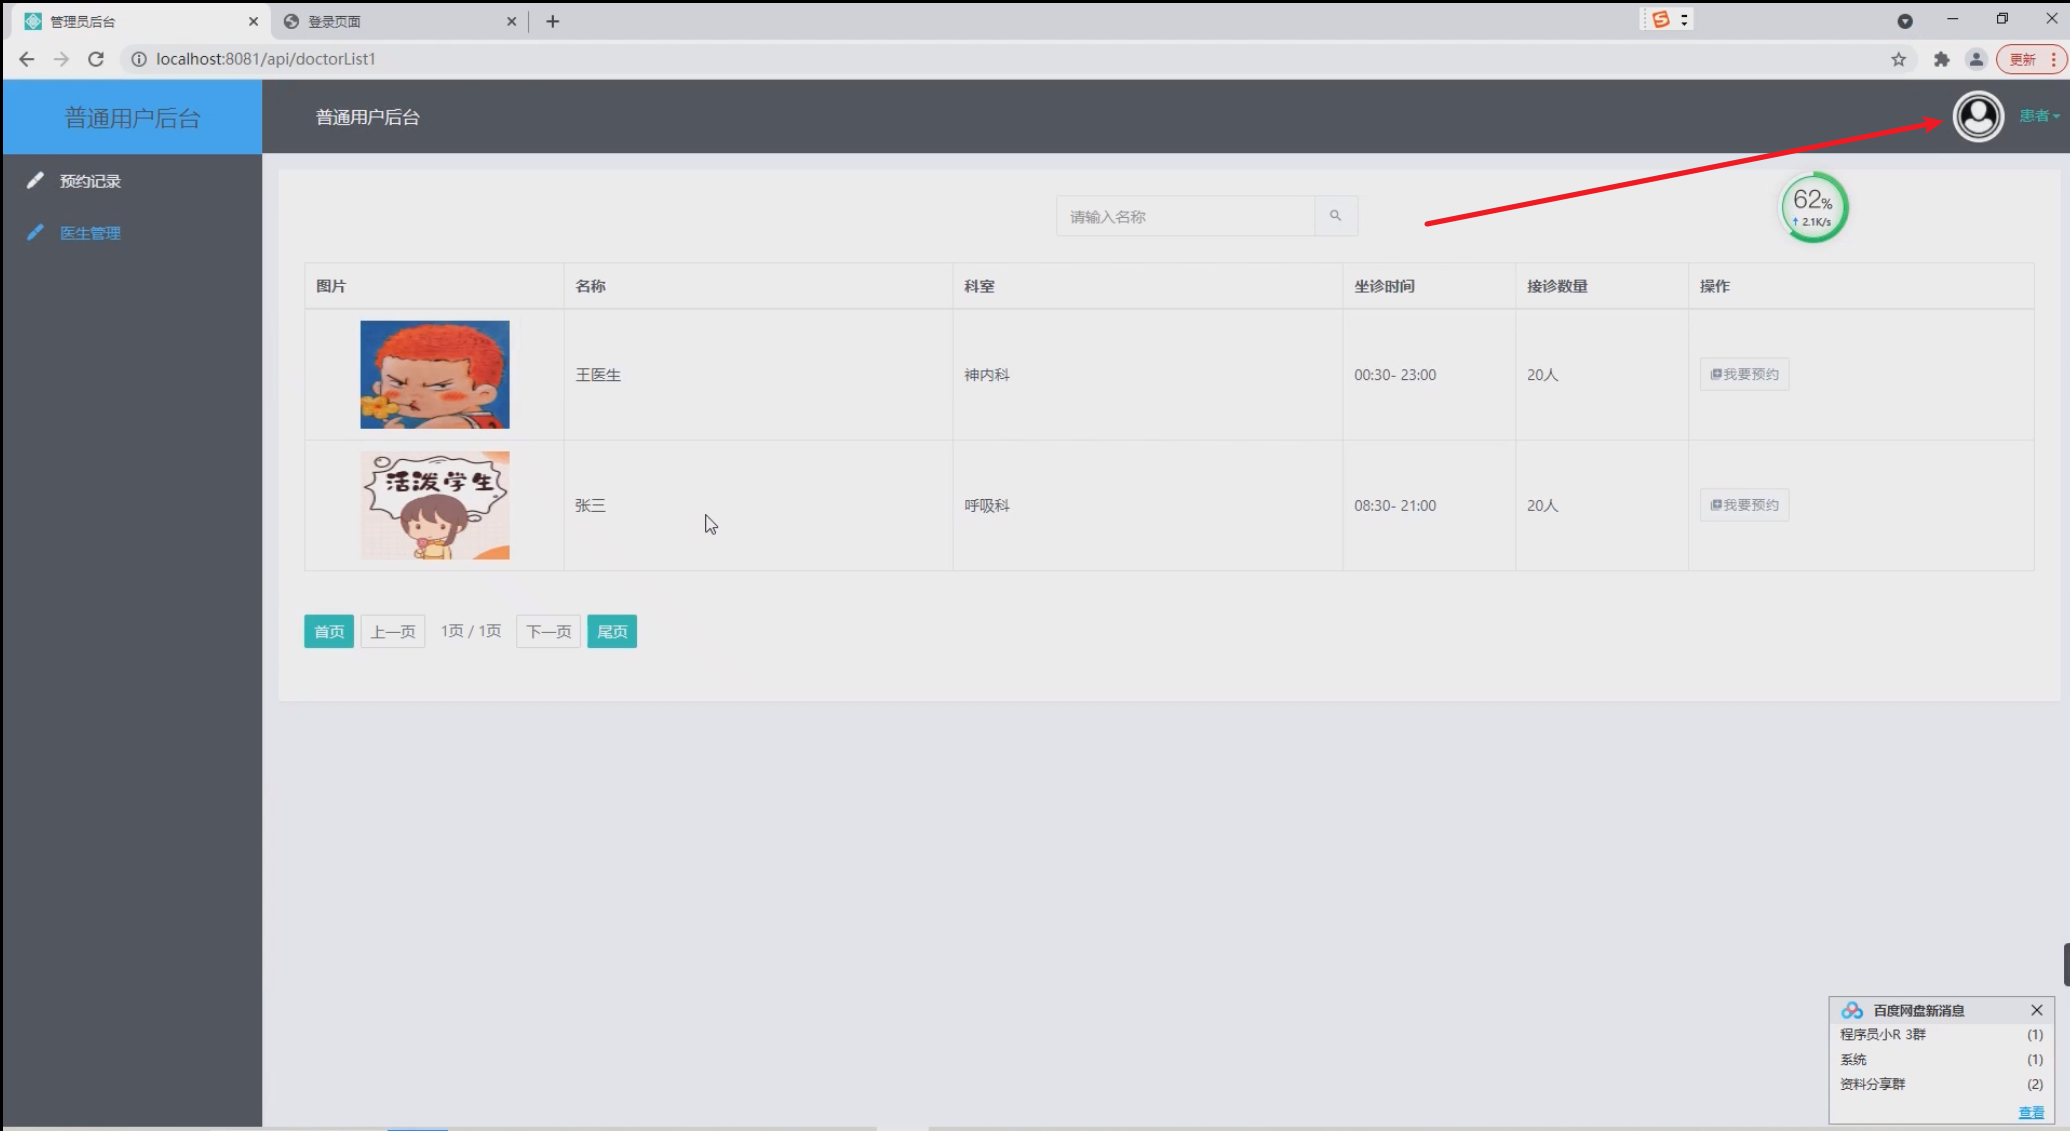 管理员后台
登录页面
localhost:8081/api/doctorList1
更新
普通用户后台
普通用户后台
患者
预约记录
医生管理
请输入名称
62%
2.1K/s
图片 名称 科室 坐诊时间 接诊数量 操作
王医生 神内科 00:30- 23:00 20人 我要预约
活泼学生
张三 呼吸科 08:30- 21:00 20人 我要预约
首页 上一页 1页 / 1页 下一页 尾页
百度网盘新消息
程序员小R 3群 (1)
系统 (1)
资料分享群 (2)
查看